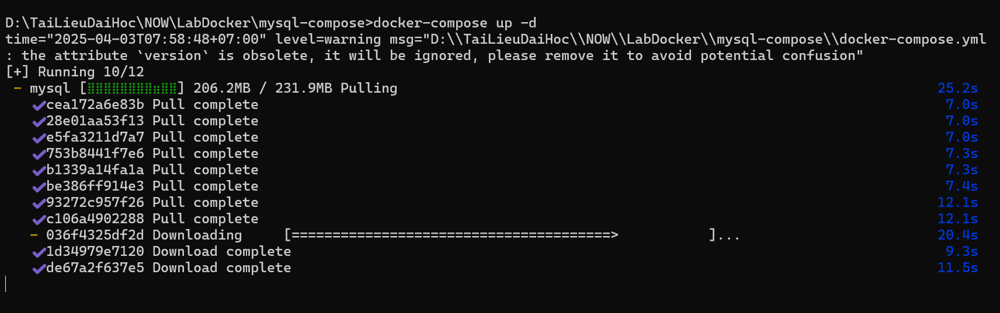 D:\TaiLieuDaiHoc\NOW\LabDocker\mysql-compose>docker-compose up -d
time="2025-04-03T07:58:48+07:00" level=warning msg="D:\\TaiLieuDaiHoc\\NOW\\LabDocker\\mysql-compose\\docker-compose.yml
: the attribute `version` is obsolete, it will be ignored, please remove it to avoid potential confusion"
[+] Running 10/12
- mysql [⣿⣿⣿⣿⣿⣿⣿⣿⣶⣿⣿] 206.2MB / 231.9MB Pulling 25.2s
✔cea172a6e83b Pull complete 7.0s
✔28e01aa53f13 Pull complete 7.0s
✔e5fa3211d7a7 Pull complete 7.0s
✔753b8441f7e6 Pull complete 7.3s
✔b1339a14fa1a Pull complete 7.3s
✔be386ff914e3 Pull complete 7.4s
✔93272c957f26 Pull complete 12.1s
✔c106a4902288 Pull complete 12.1s
- 036f4325df2d Downloading [=======================================>           ]... 20.4s
✔1d34979e7120 Download complete 9.3s
✔de67a2f637e5 Download complete 11.5s